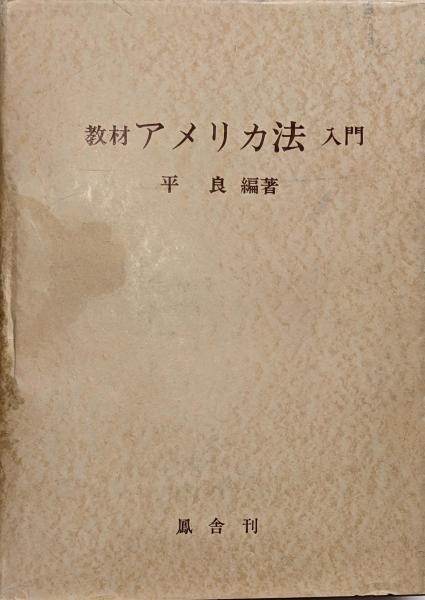 教材 アメリカ法 入門
平 良 編著
鳳舎刊